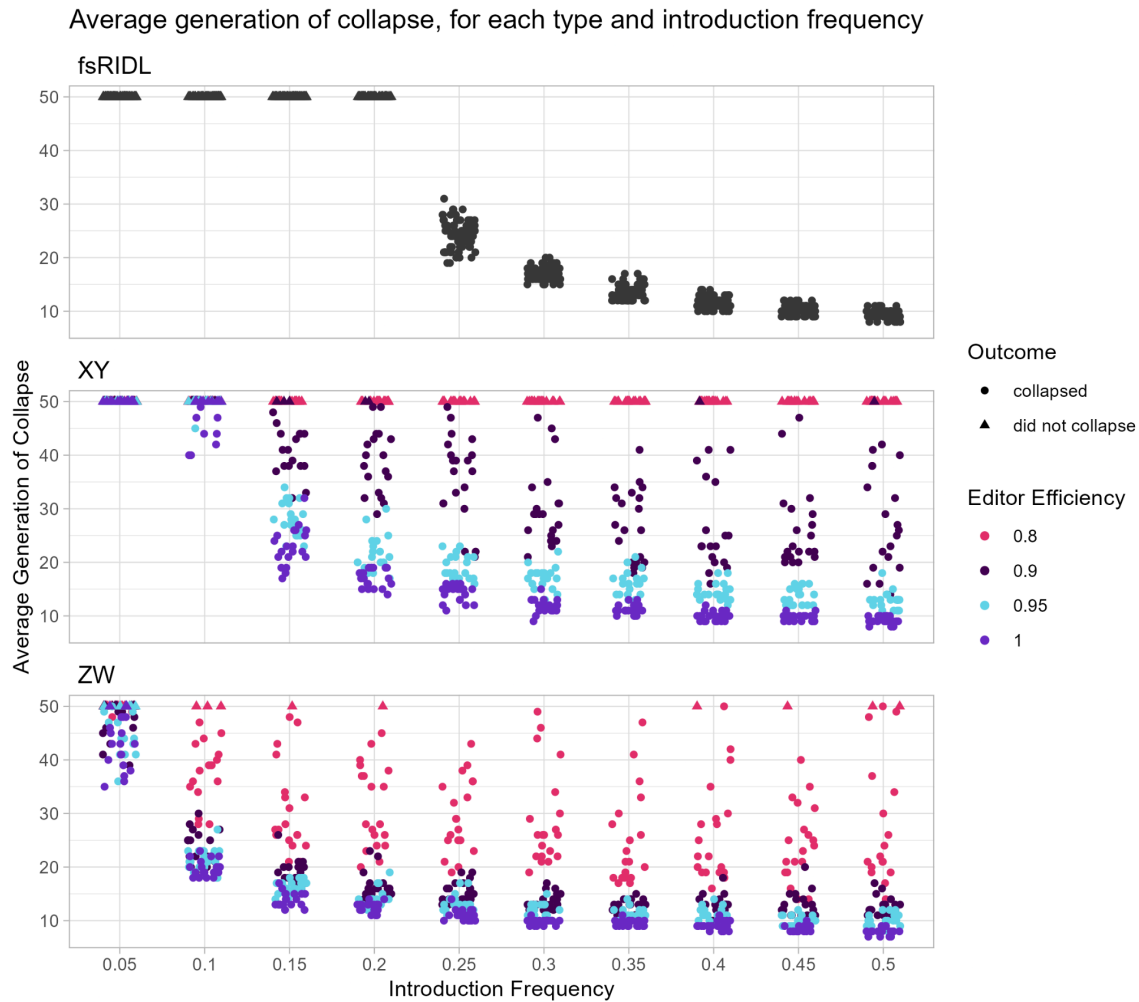 Average generation of collapse, for each type and introduction frequency
fsRIDL
50
40
30
20
10
XY
50
40
30
20
10
ZW
50
40
30
20
10
0.05 0.1 0.15 0.2 0.25 0.3 0.35 0.4 0.45 0.5
Introduction Frequency
Average Generation of Collapse
Outcome
collapsed
did not collapse
Editor Efficiency
0.8
0.9
0.95
1